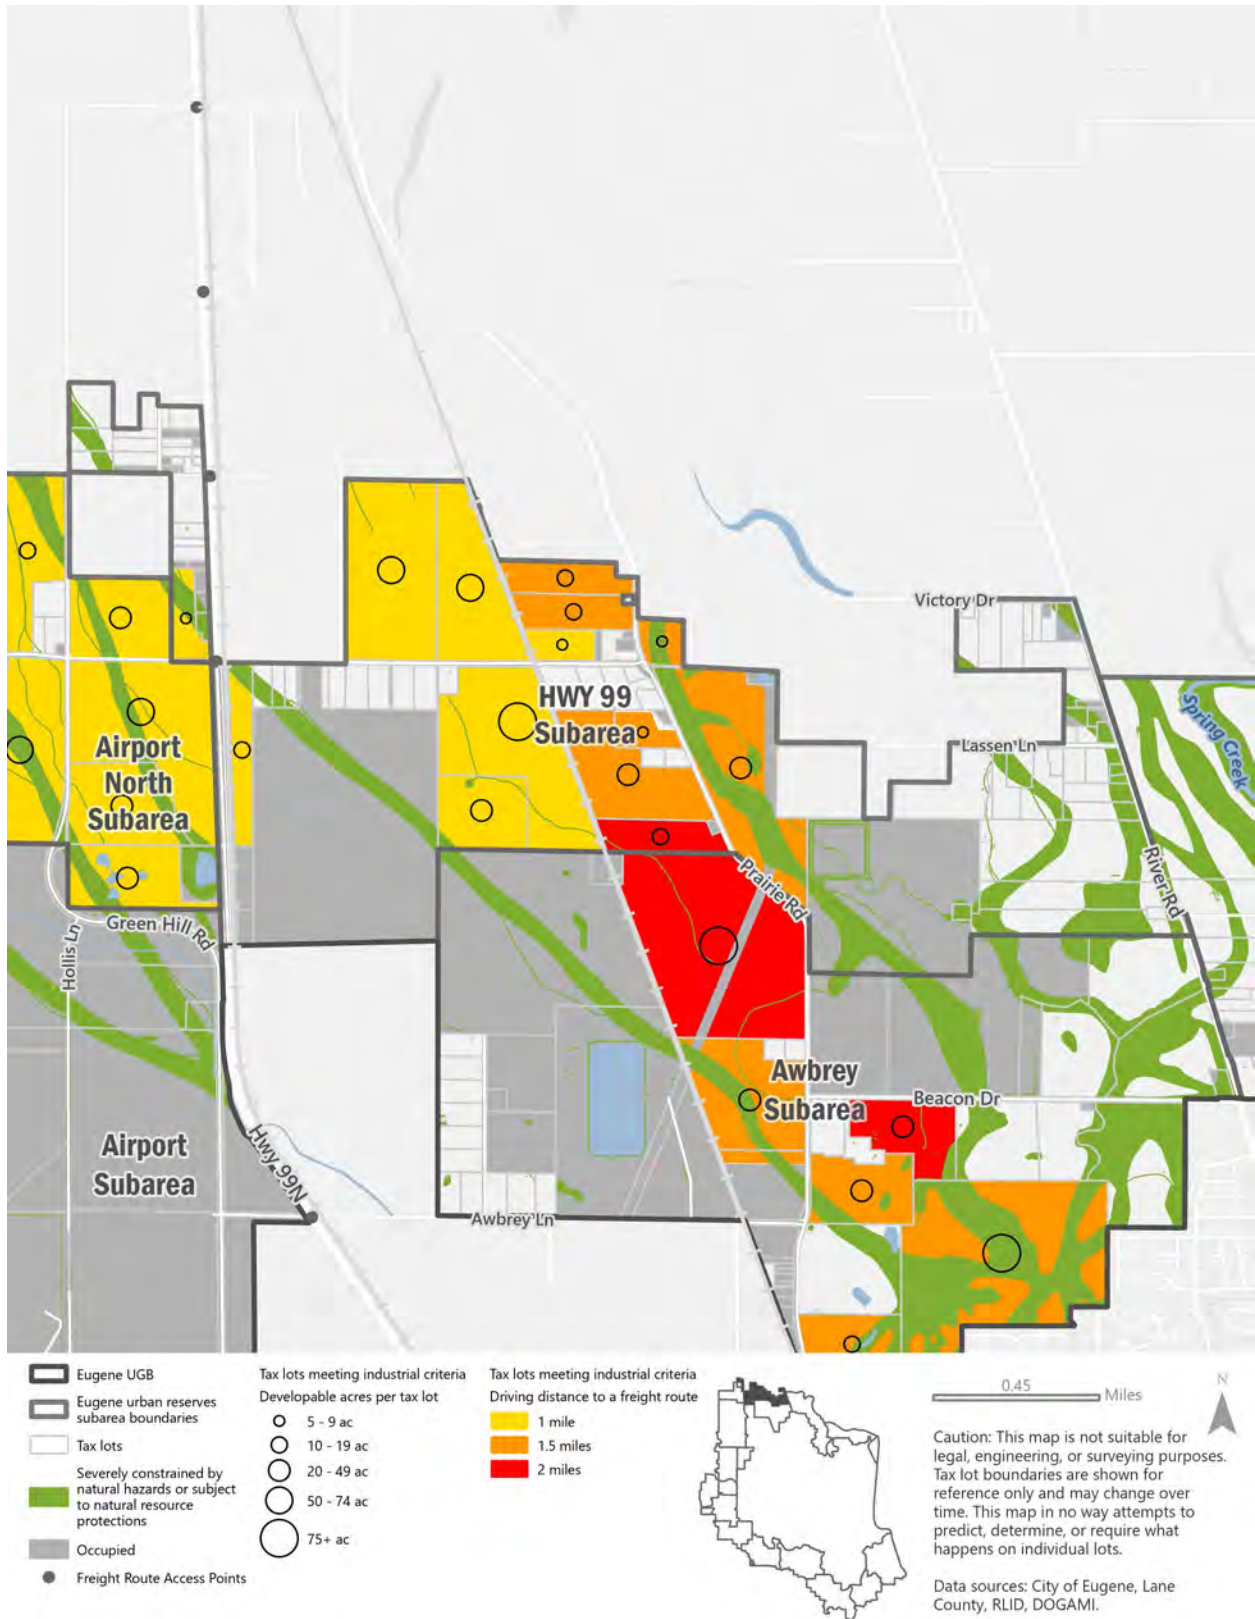 Victory Dr
Spring Creek
HWY 99
Subarea
Lassen Ln
Airport
North
Subarea
River Rd
Prairie Rd
Green Hill Rd
Hollis Ln
Awbrey
Subarea
Beacon Dr
Hwy 99N
Airport
Subarea
Awbrey Ln
Eugene UGB
Eugene urban reserves
subarea boundaries
Tax lots
Severely constrained by
natural hazards or subject
to natural resource
protections
Occupied
Freight Route Access Points
Tax lots meeting industrial criteria
Developable acres per tax lot
5 - 9 ac
10 - 19 ac
20 - 49 ac
50 - 74 ac
75+ ac
Tax lots meeting industrial criteria
Driving distance to a freight route
1 mile
1.5 miles
2 miles
0.45
Miles
N
Caution: This map is not suitable for
legal, engineering, or surveying purposes.
Tax lot boundaries are shown for
reference only and may change over
time. This map in no way attempts to
predict, determine, or require what
happens on individual lots.
Data sources: City of Eugene, Lane
County, RLID, DOGAMI.